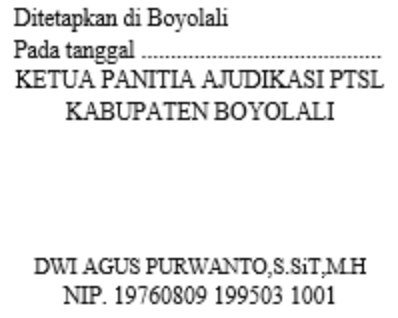 Ditetapkan di Boyolali
Pada tanggal ........................................
KETUA PANITIA AJUDIKASI PTSL
KABUPATEN BOYOLALI
DWI AGUS PURWANTO,S.SiT,M.H
NIP. 19760809 199503 1001